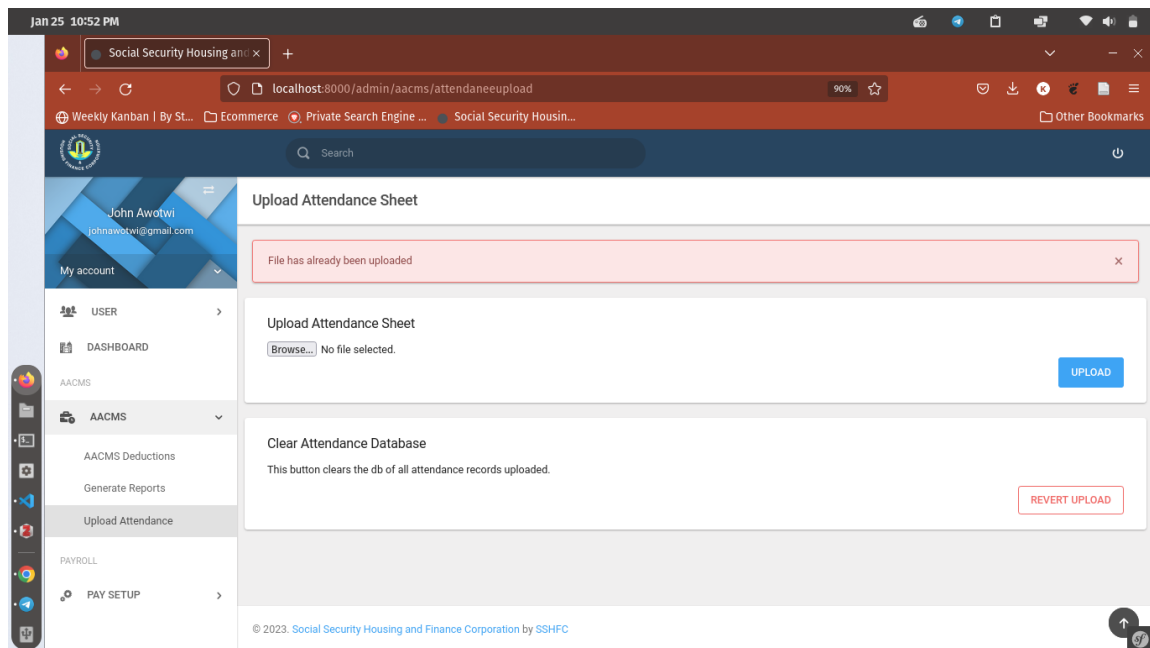 Jan 25 10:52 PM
Social Security Housing and
localhost:8000/admin/aacms/attendaneeupload
90%
Weekly Kanban | By St... Ecommerce Private Search Engine ... Social Security Housin... Other Bookmarks
Search
John Awotwi
johnawotwi@gmail.com
My account
USER
DASHBOARD
AACMS
AACMS
AACMS Deductions
Generate Reports
Upload Attendance
PAYROLL
PAY SETUP
Upload Attendance Sheet
File has already been uploaded
Upload Attendance Sheet
Browse... No file selected.
UPLOAD
Clear Attendance Database
This button clears the db of all attendance records uploaded.
REVERT UPLOAD
© 2023. Social Security Housing and Finance Corporation by SSHFC
sf